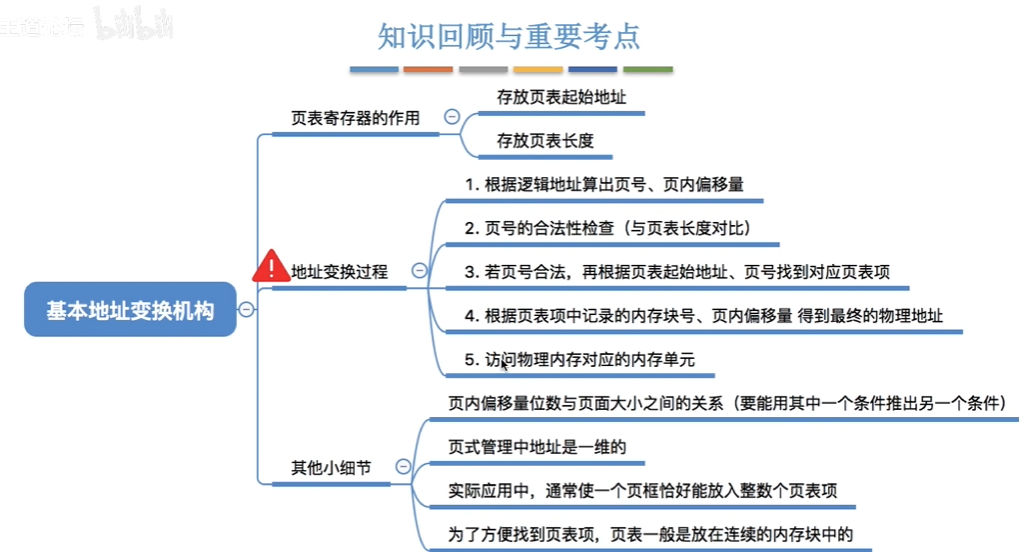 bilibili
知识回顾与重要考点
基本地址变换机构
页表寄存器的作用
存放页表起始地址
存放页表长度
地址变换过程
1. 根据逻辑地址算出页号、页内偏移量
2. 页号的合法性检查（与页表长度对比）
3. 若页号合法，再根据页表起始地址、页号找到对应页表项
4. 根据页表项中记录的内存块号、页内偏移量 得到最终的物理地址
5. 访问物理内存对应的内存单元
其他小细节
页内偏移量位数与页面大小之间的关系（要能用其中一个条件推出另一个条件）
页式管理中地址是一维的
实际应用中，通常使一个页框恰好能放入整数个页表项
为了方便找到页表项，页表一般是放在连续的内存块中的